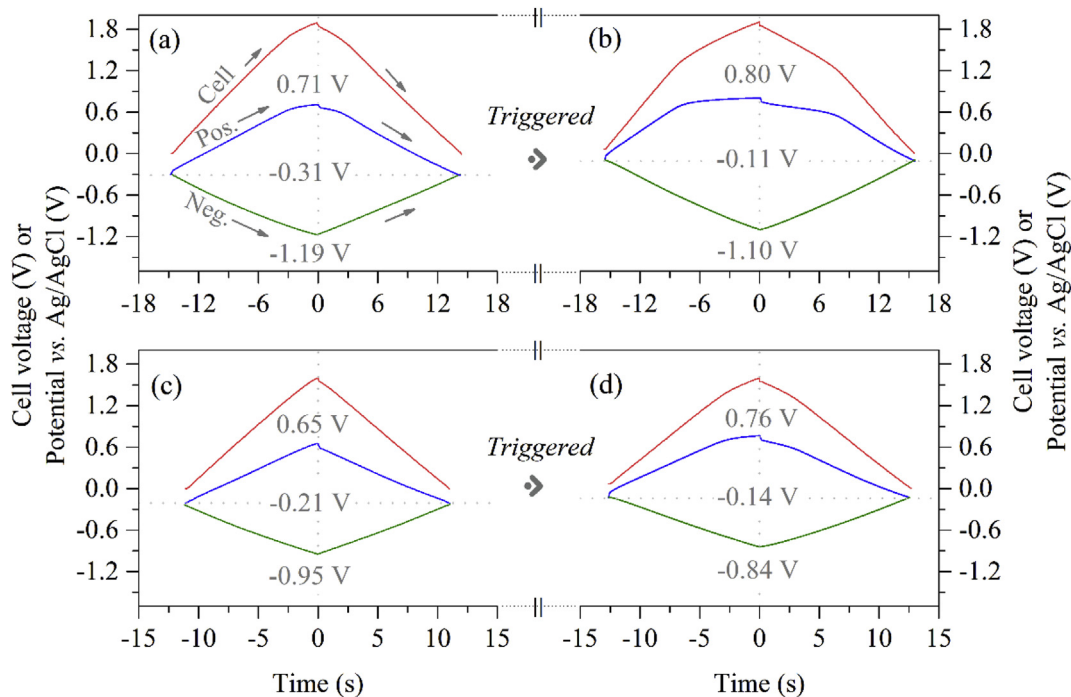 (a)
1.8
1.2
0.6
0.0
-0.6
-1.2
Cell
Pos.
Neg.
0.71 V
-0.31 V
-1.19 V
-18 -12 -6 0 6 12 18
Triggered
(b)
0.80 V
-0.11 V
-1.10 V
1.8
1.2
0.6
0.0
-0.6
-1.2
-18 -12 -6 0 6 12 18
Cell voltage (V) or
Potential vs. Ag/AgCl (V)
Cell voltage (V) or
Potential vs. Ag/AgCl (V)
(c)
1.8
1.2
0.6
0.0
-0.6
-1.2
0.65 V
-0.21 V
-0.95 V
-15 -10 -5 0 5 10 15
Time (s)
Triggered
(d)
0.76 V
-0.14 V
-0.84 V
1.8
1.2
0.6
0.0
-0.6
-1.2
-15 -10 -5 0 5 10 15
Time (s)